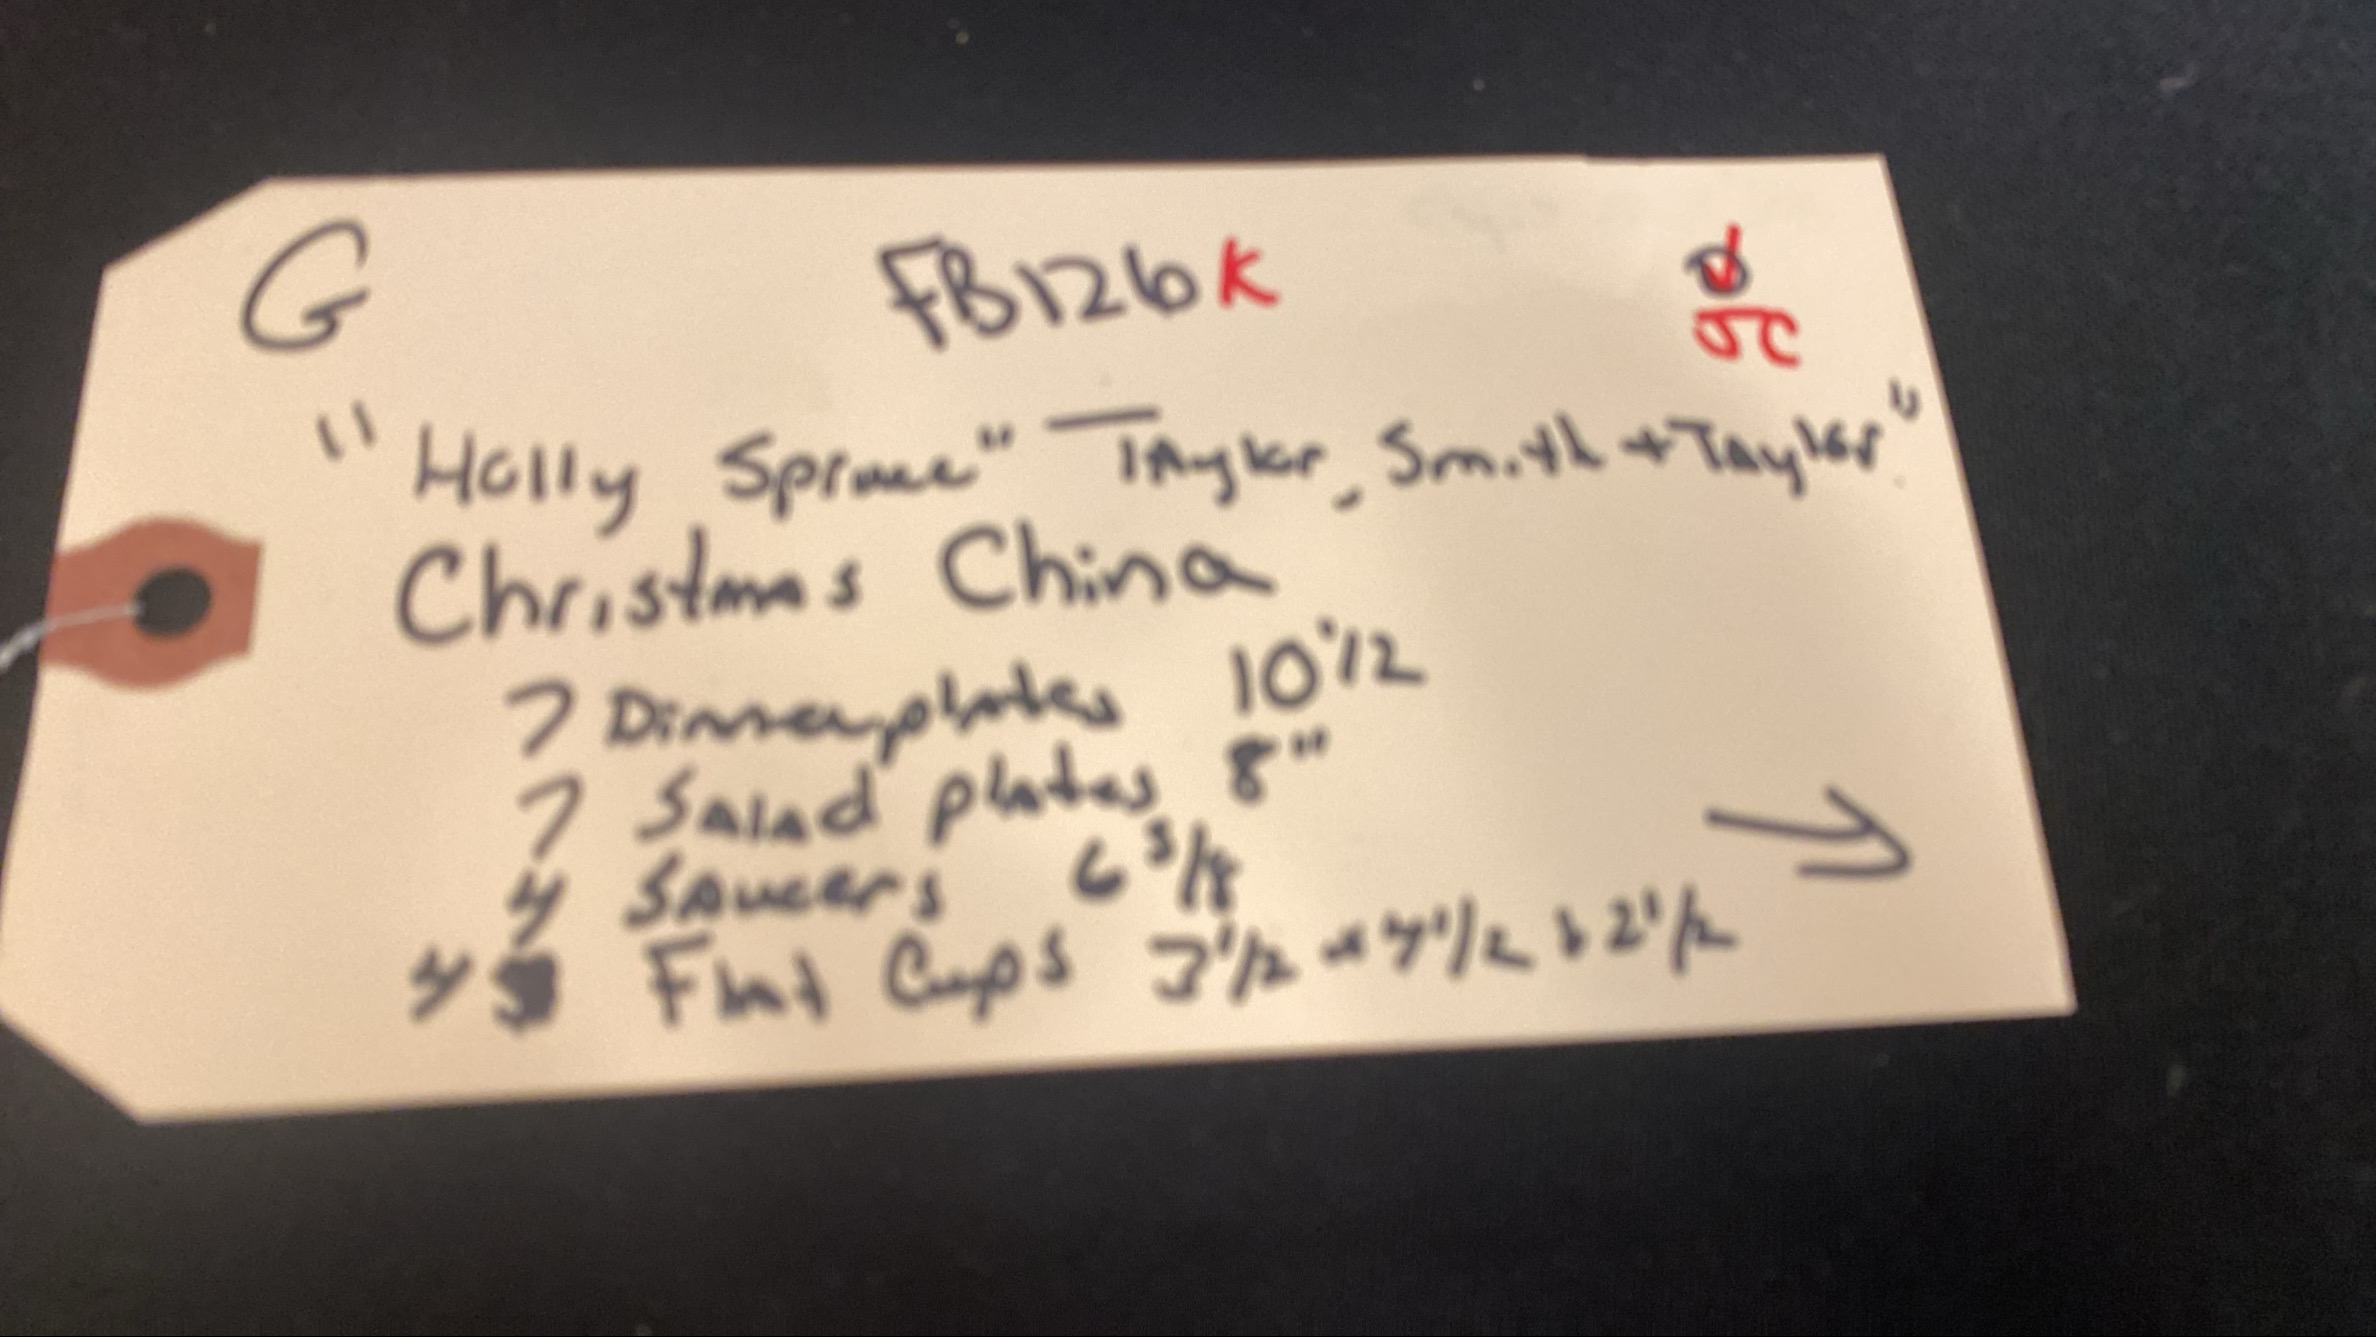 G FB126K JC
"Holly Spruce" — Taylor, Smith + Taylor"
Christmas China
7 Dinnerplates 10 1/2
7 Salad plates 8"
4 Saucers 6 3/8
4 Flat Cups 3 1/2 x 4 1/2 x 2 1/2